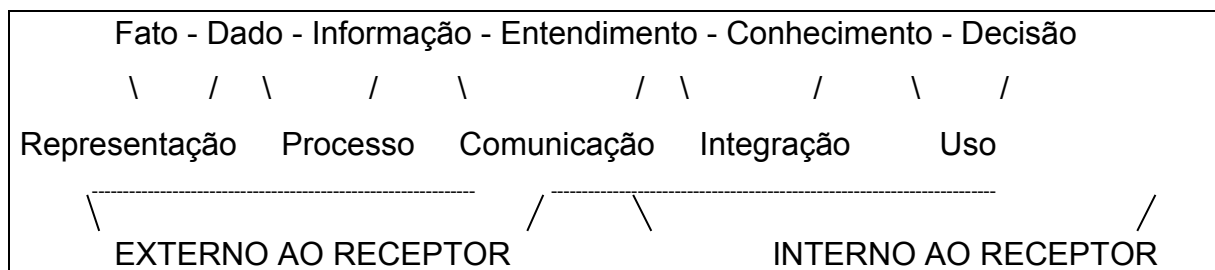 Fato - Dado - Informação - Entendimento - Conhecimento - Decisão
\ / \ / \ / \ / \ /
Representação Processo Comunicação Integração Uso
\ / \ /
EXTERNO AO RECEPTOR INTERNO AO RECEPTOR